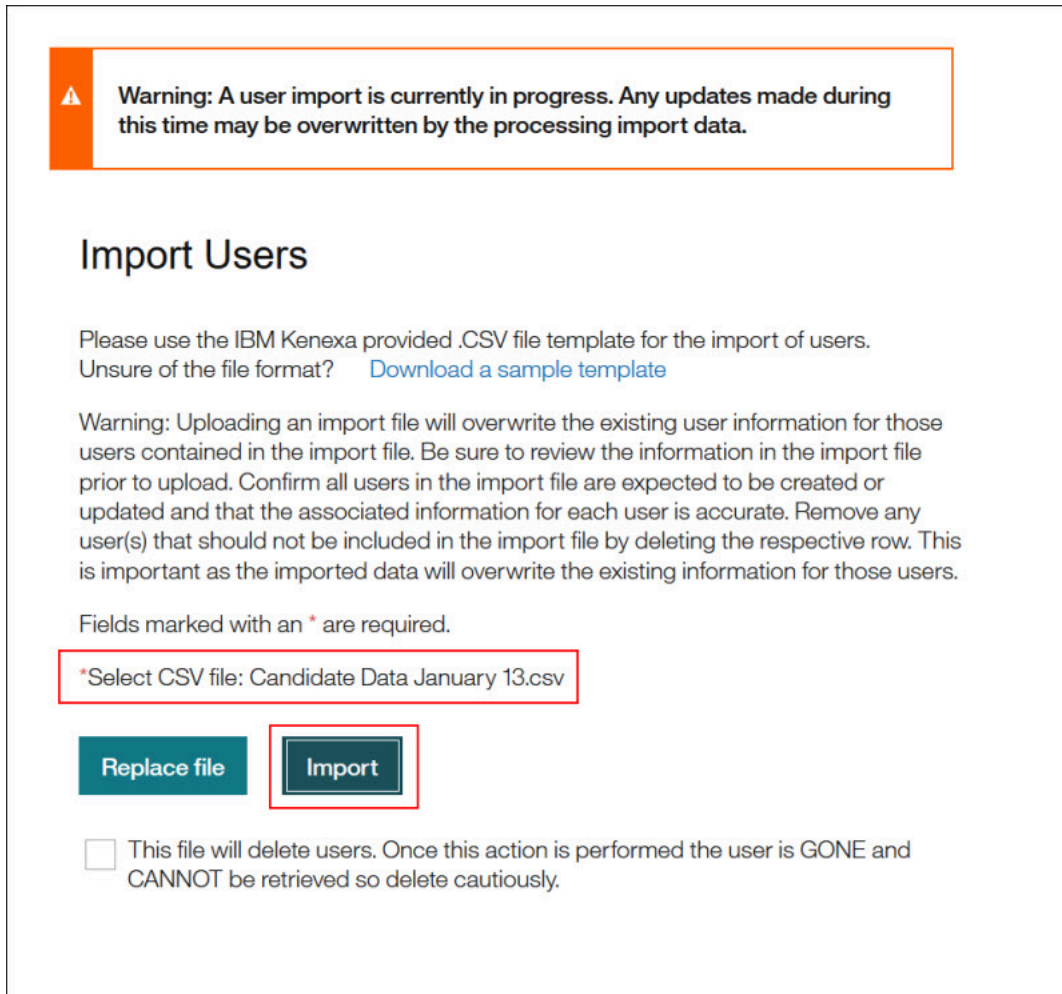 Warning: A user import is currently in progress. Any updates made during
this time may be overwritten by the processing import data.
Import Users
Please use the IBM Kenexa provided .CSV file template for the import of users.
Unsure of the file format? Download a sample template
Warning: Uploading an import file will overwrite the existing user information for those
users contained in the import file. Be sure to review the information in the import file
prior to upload. Confirm all users in the import file are expected to be created or
updated and that the associated information for each user is accurate. Remove any
user(s) that should not be included in the import file by deleting the respective row. This
is important as the imported data will overwrite the existing information for those users.
Fields marked with an * are required.
*Select CSV file: Candidate Data January 13.csv
Replace file Import
This file will delete users. Once this action is performed the user is GONE and
CANNOT be retrieved so delete cautiously.